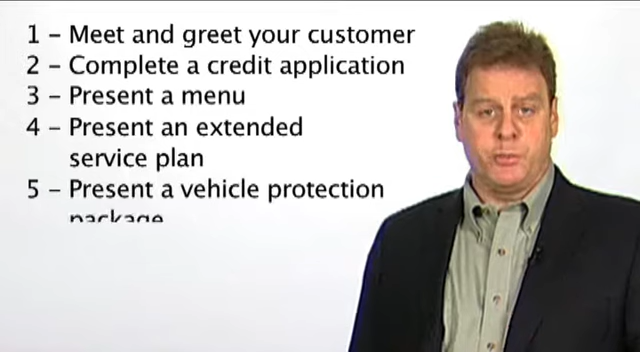 1 – Meet and greet your customer
2 – Complete a credit application
3 – Present a menu
4 – Present an extended
service plan
5 – Present a vehicle protection
package